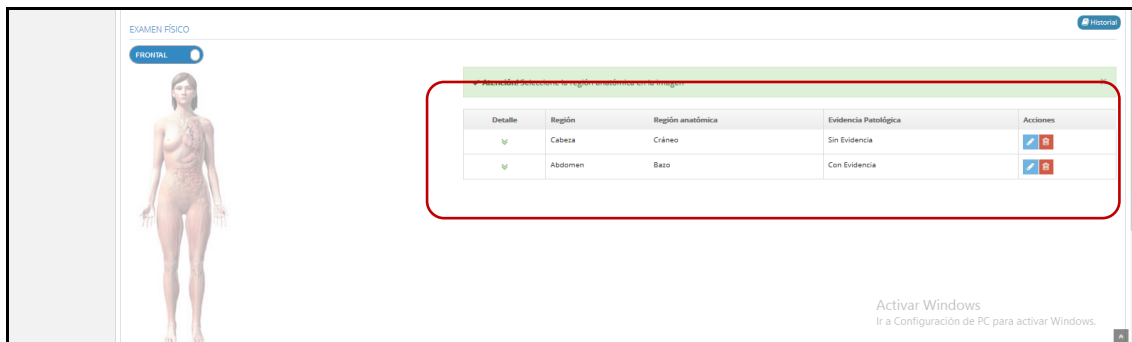 Historial
EXAMEN FÍSICO
FRONTAL
Atención! Seleccione la región anatómica en la imagen
Detalle Región Región anatómica Evidencia Patológica Acciones
Cabeza Cráneo Sin Evidencia
Abdomen Bazo Con Evidencia
Activar Windows
Ir a Configuración de PC para activar Windows.